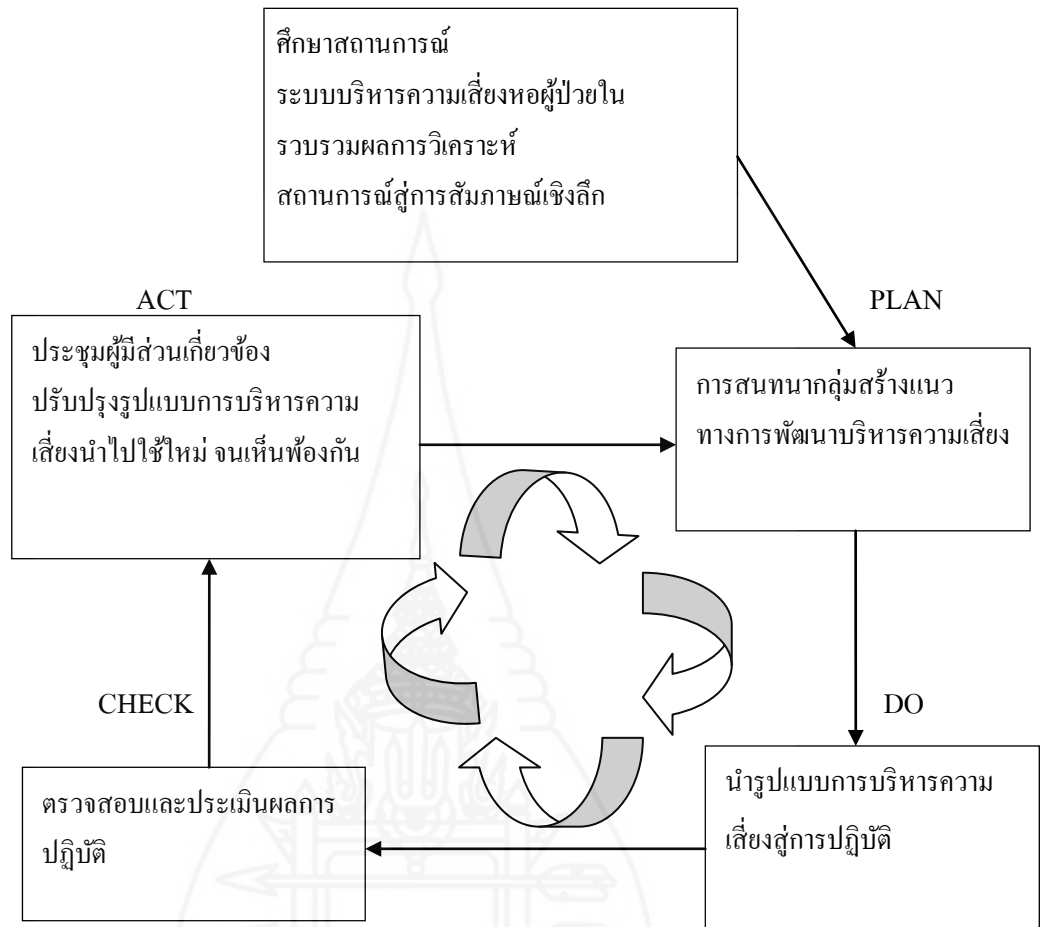 ศึกษาสถานการณ์
ระบบบริหารความเสี่ยงหอผู้ป่วยใน
รวบรวมผลการวิเคราะห์
สถานการณ์สู่การสัมภาษณ์เชิงลึก
ACT
PLAN
ประชุมผู้มีส่วนเกี่ยวข้อง
ปรับปรุงรูปแบบการบริหารความ
เสี่ยงนำไปใช้ใหม่ จนเห็นพ้องกัน
การสนทนากลุ่มสร้างแนว
ทางการพัฒนาบริหารความเสี่ยง
CHECK
DO
ตรวจสอบและประเมินผลการ
ปฏิบัติ
นำรูปแบบการบริหารความ
เสี่ยงสู่การปฏิบัติ